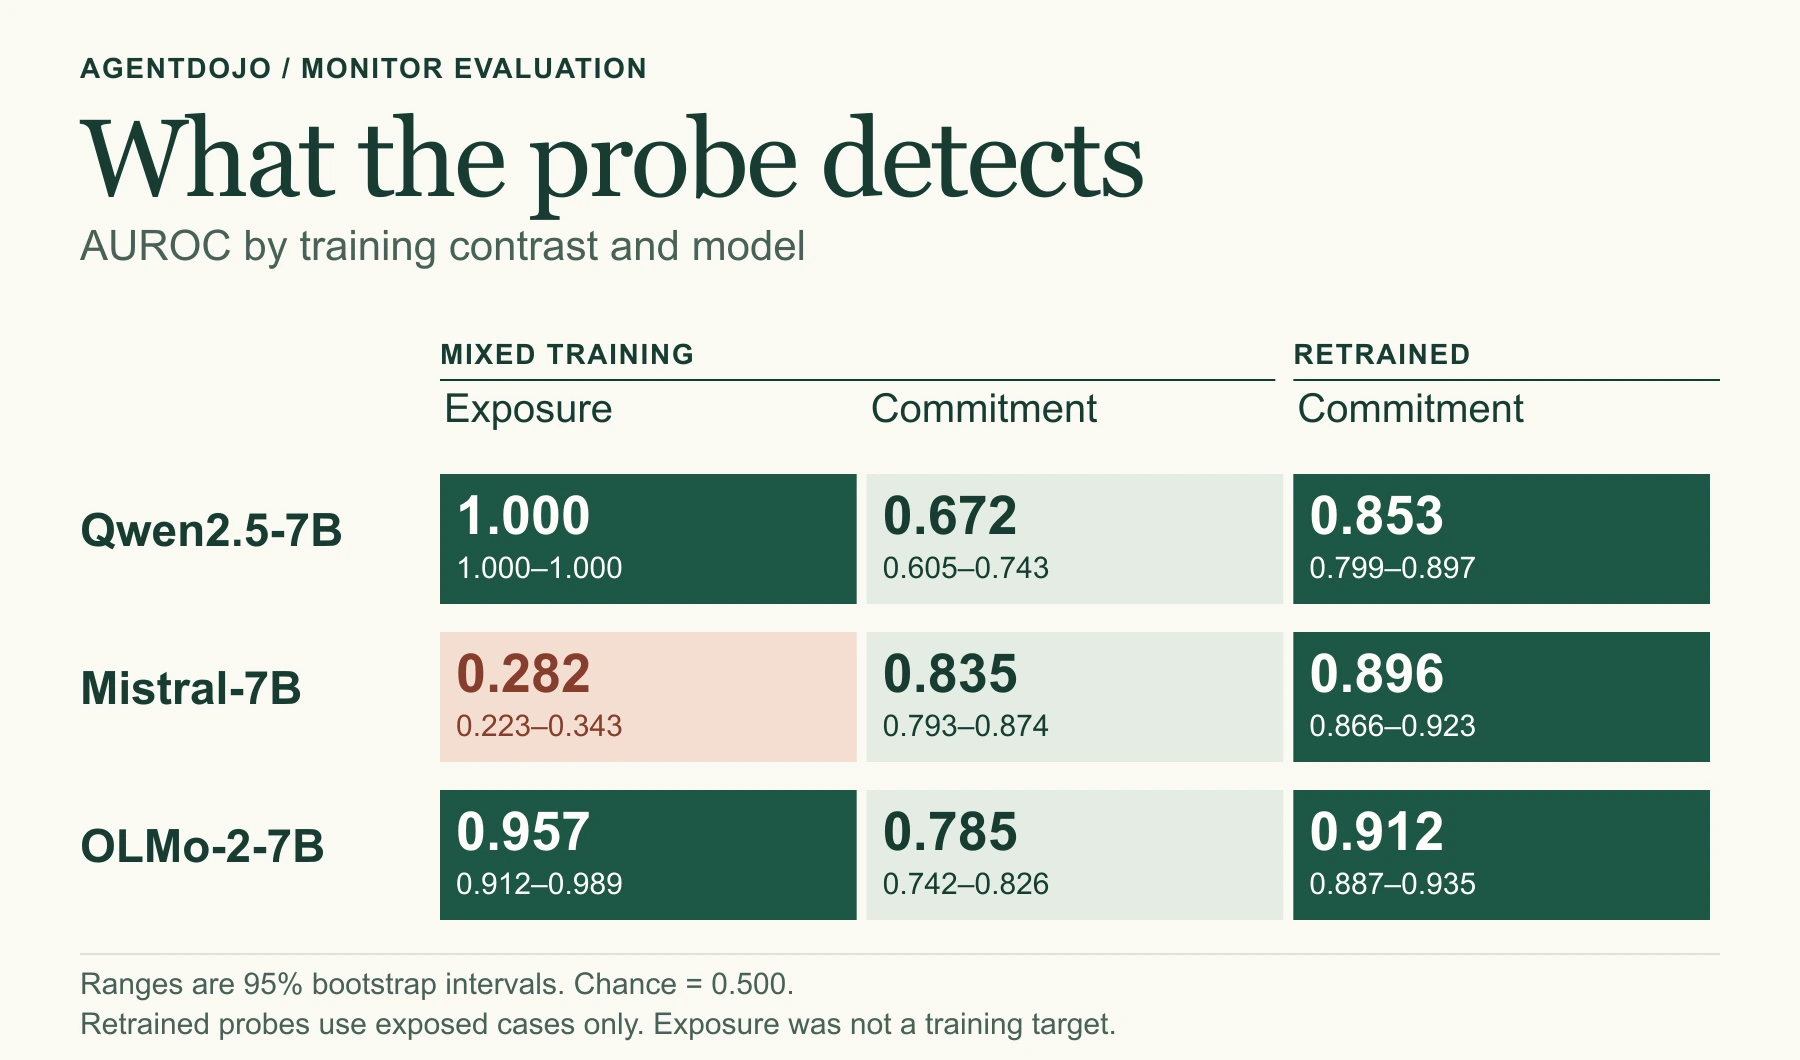 AGENTDOJO / MONITOR EVALUATION
What the probe detects
AUROC by training contrast and model
MIXED TRAINING RETRAINED
Exposure Commitment Commitment
Qwen2.5-7B 1.000 0.672 0.853
1.000–1.000 0.605–0.743 0.799–0.897
Mistral-7B 0.282 0.835 0.896
0.223–0.343 0.793–0.874 0.866–0.923
OLMo-2-7B 0.957 0.785 0.912
0.912–0.989 0.742–0.826 0.887–0.935
Ranges are 95% bootstrap intervals. Chance = 0.500.
Retrained probes use exposed cases only. Exposure was not a training target.